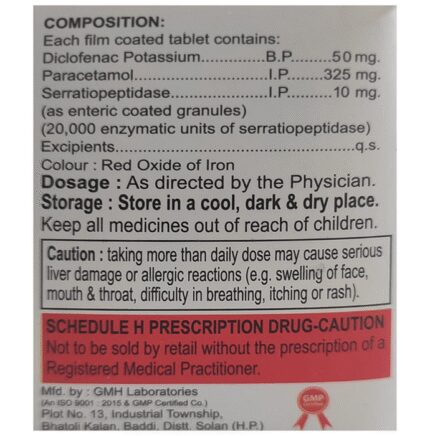 COMPOSITION:
Each film coated tablet contains:
Diclofenac Potassium................B.P.........50 mg.
Paracetamol..............................I.P.........325 mg.
Serratiopeptidase.....................I.P.........10 mg.
(as enteric coated granules)
(20,000 enzymatic units of serratiopeptidase)
Excipients............................................q.s.
Colour : Red Oxide of Iron
Dosage : As directed by the Physician.
Storage : Store in a cool, dark & dry place.
Keep all medicines out of reach of children.
Caution : taking more than daily dose may cause serious
liver damage or allergic reactions (e.g. swelling of face,
mouth & throat, difficulty in breathing, itching or rash).
SCHEDULE H PRESCRIPTION DRUG-CAUTION
Not to be sold by retail without the prescription of a
Registered Medical Practitioner.
Mfd. by : GMH Laboratories
(An ISO 9001 : 2015 & GMP Certified Co.)
Plot No. 13, Industrial Township,
Bhatoli Kalan, Baddi, Distt. Solan (H.P.)
GMP